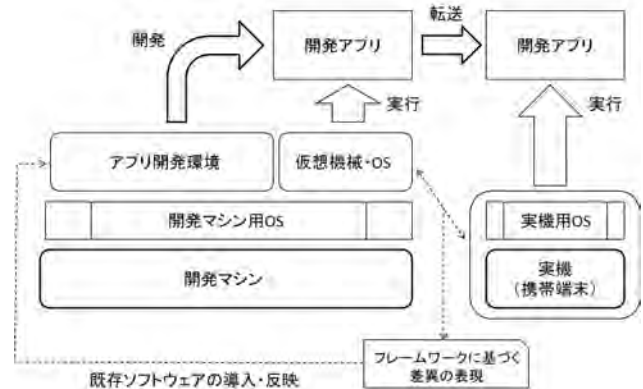 転送
開発
開発アプリ
開発アプリ
実行
実行
アプリ開発環境
仮想機械・OS
開発マシン用OS
実機用OS
開発マシン
実機
(携帯端末)
フレームワークに基づく
差異の表現
既存ソフトウェアの導入・反映